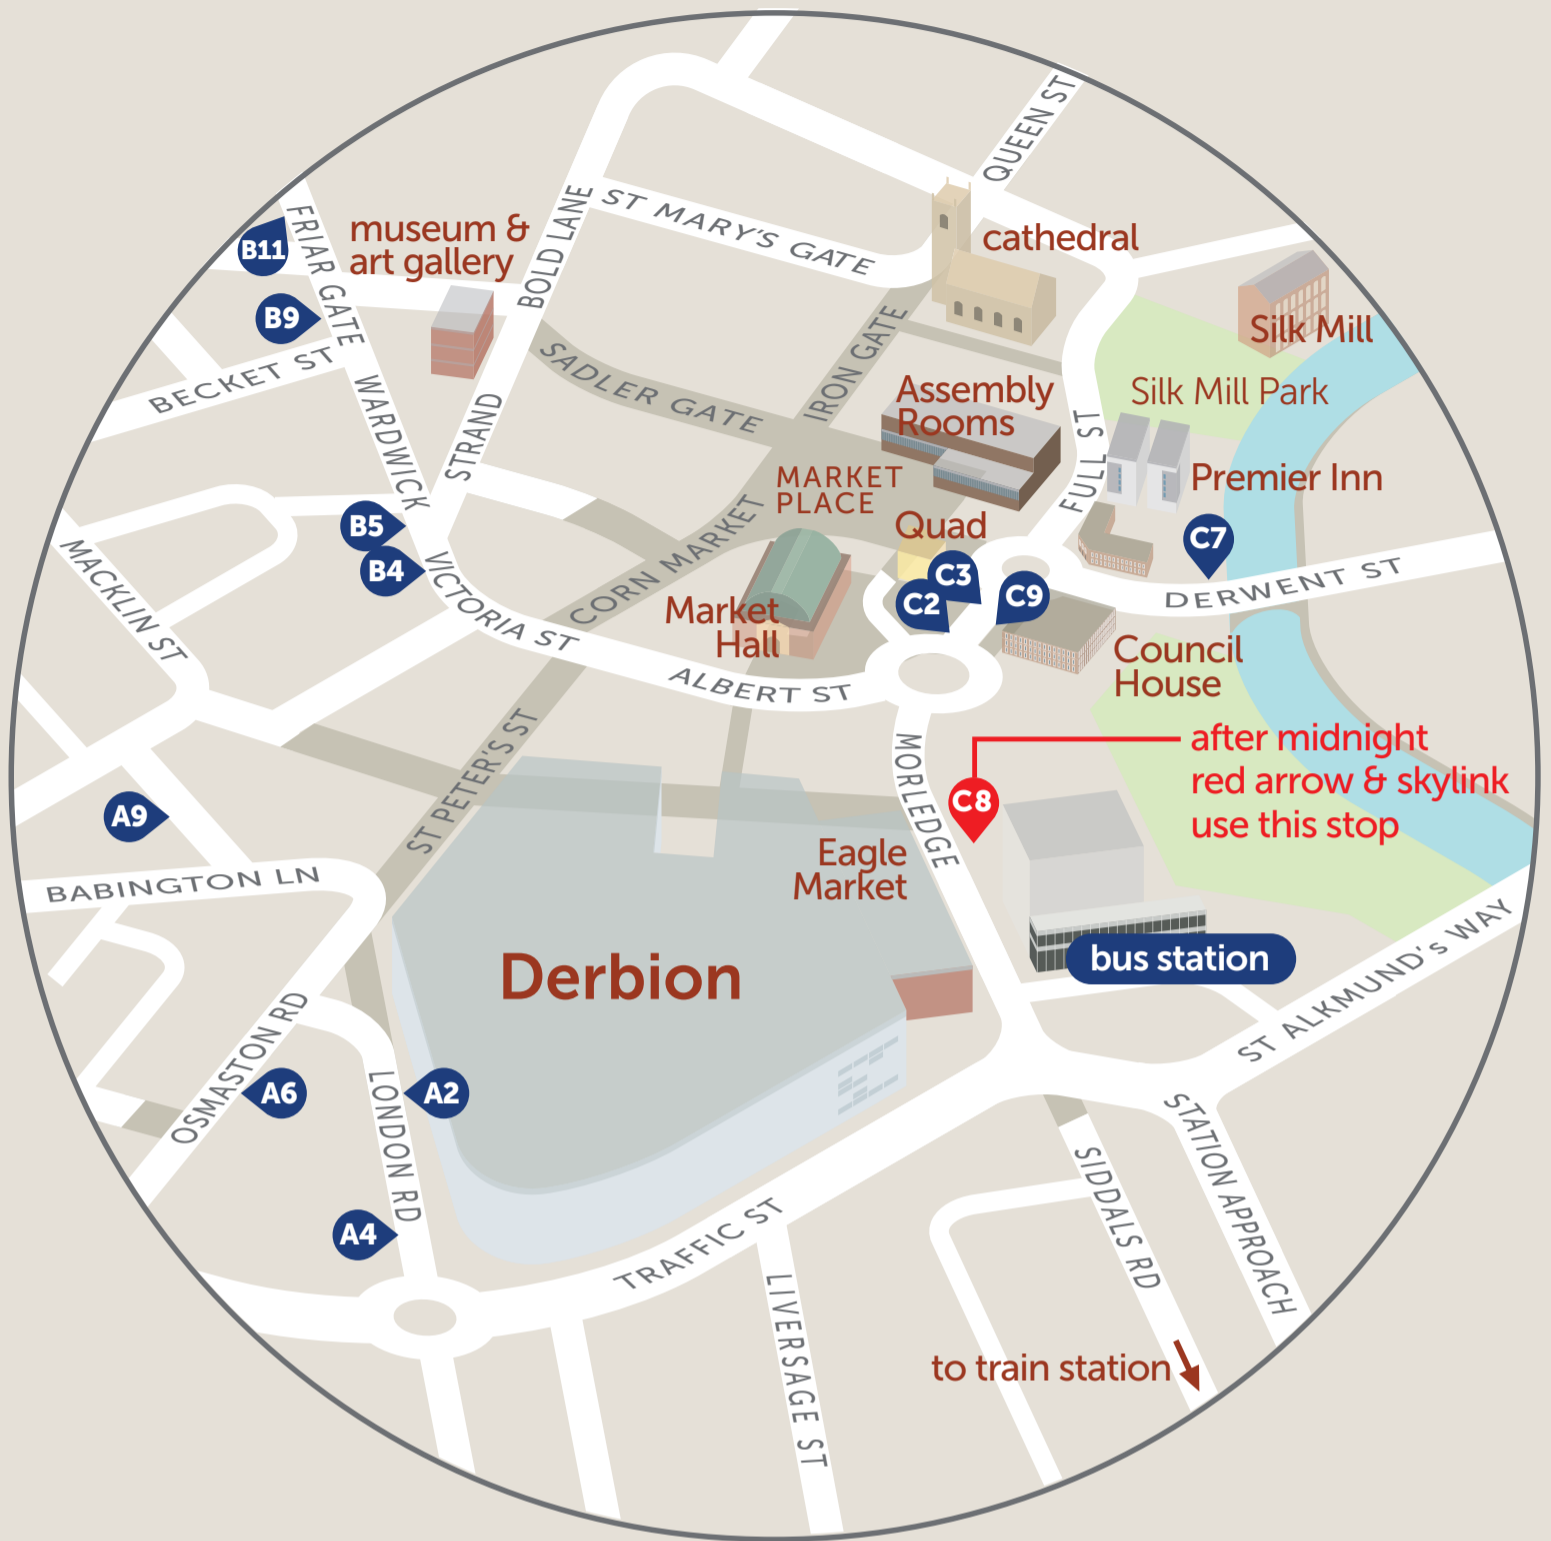 QUEEN ST
FRIAR GATE
B11
museum &
art gallery
BOLD LANE
ST MARY'S GATE
cathedral
B9
BECKET ST
WARDWICK
STRAND
SADLER GATE
IRON GATE
Silk Mill
Silk Mill Park
Assembly
Rooms
FULL ST
Premier Inn
MARKET
PLACE
Quad
B5
B4
CORN MARKET
C3
C2
C9
C7
DERWENT ST
MACKLIN ST
VICTORIA ST
Market
Hall
ALBERT ST
Council
House
ST PETER'S ST
MORLEDGE
after midnight
red arrow & skylink
use this stop
C8
A9
Eagle
Market
BABINGTON LN
Derbion
bus station
ST ALKMUND's WAY
OSMASTON RD
A6
LONDON RD
A2
A4
TRAFFIC ST
SIDDALS RD
STATION APPROACH
LIVERSAGE ST
to train station